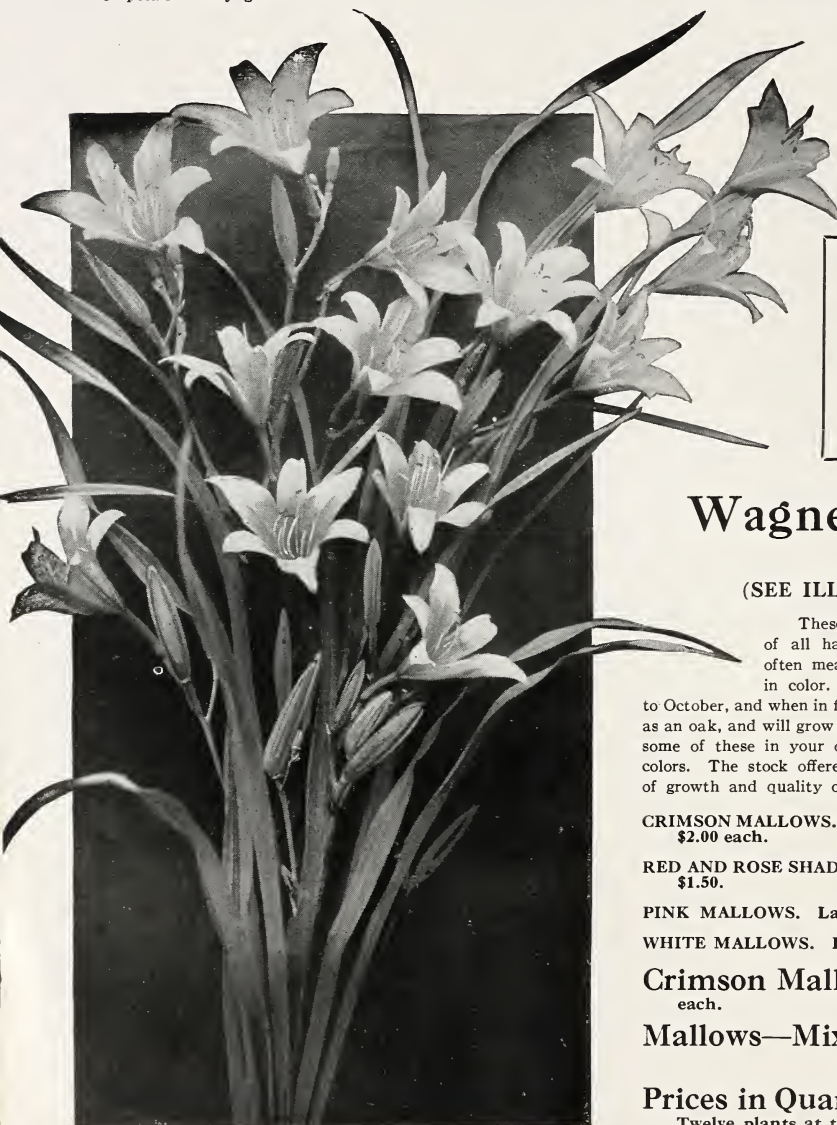 Wagne
(SEE ILL
These
of all ha
often mea
in color.
to October, and when in f
as an oak, and will grow
some of these in your
colors. The stock offere
of growth and quality
CRIMSON MALLOWS.
$2.00 each.
RED AND ROSE SHAD
$1.50.
PINK MALLOWS. La
WHITE MALLOWS.
Crimson Mall
each.
Mallows—Mix
Prices in Quar
Twelve plants at th